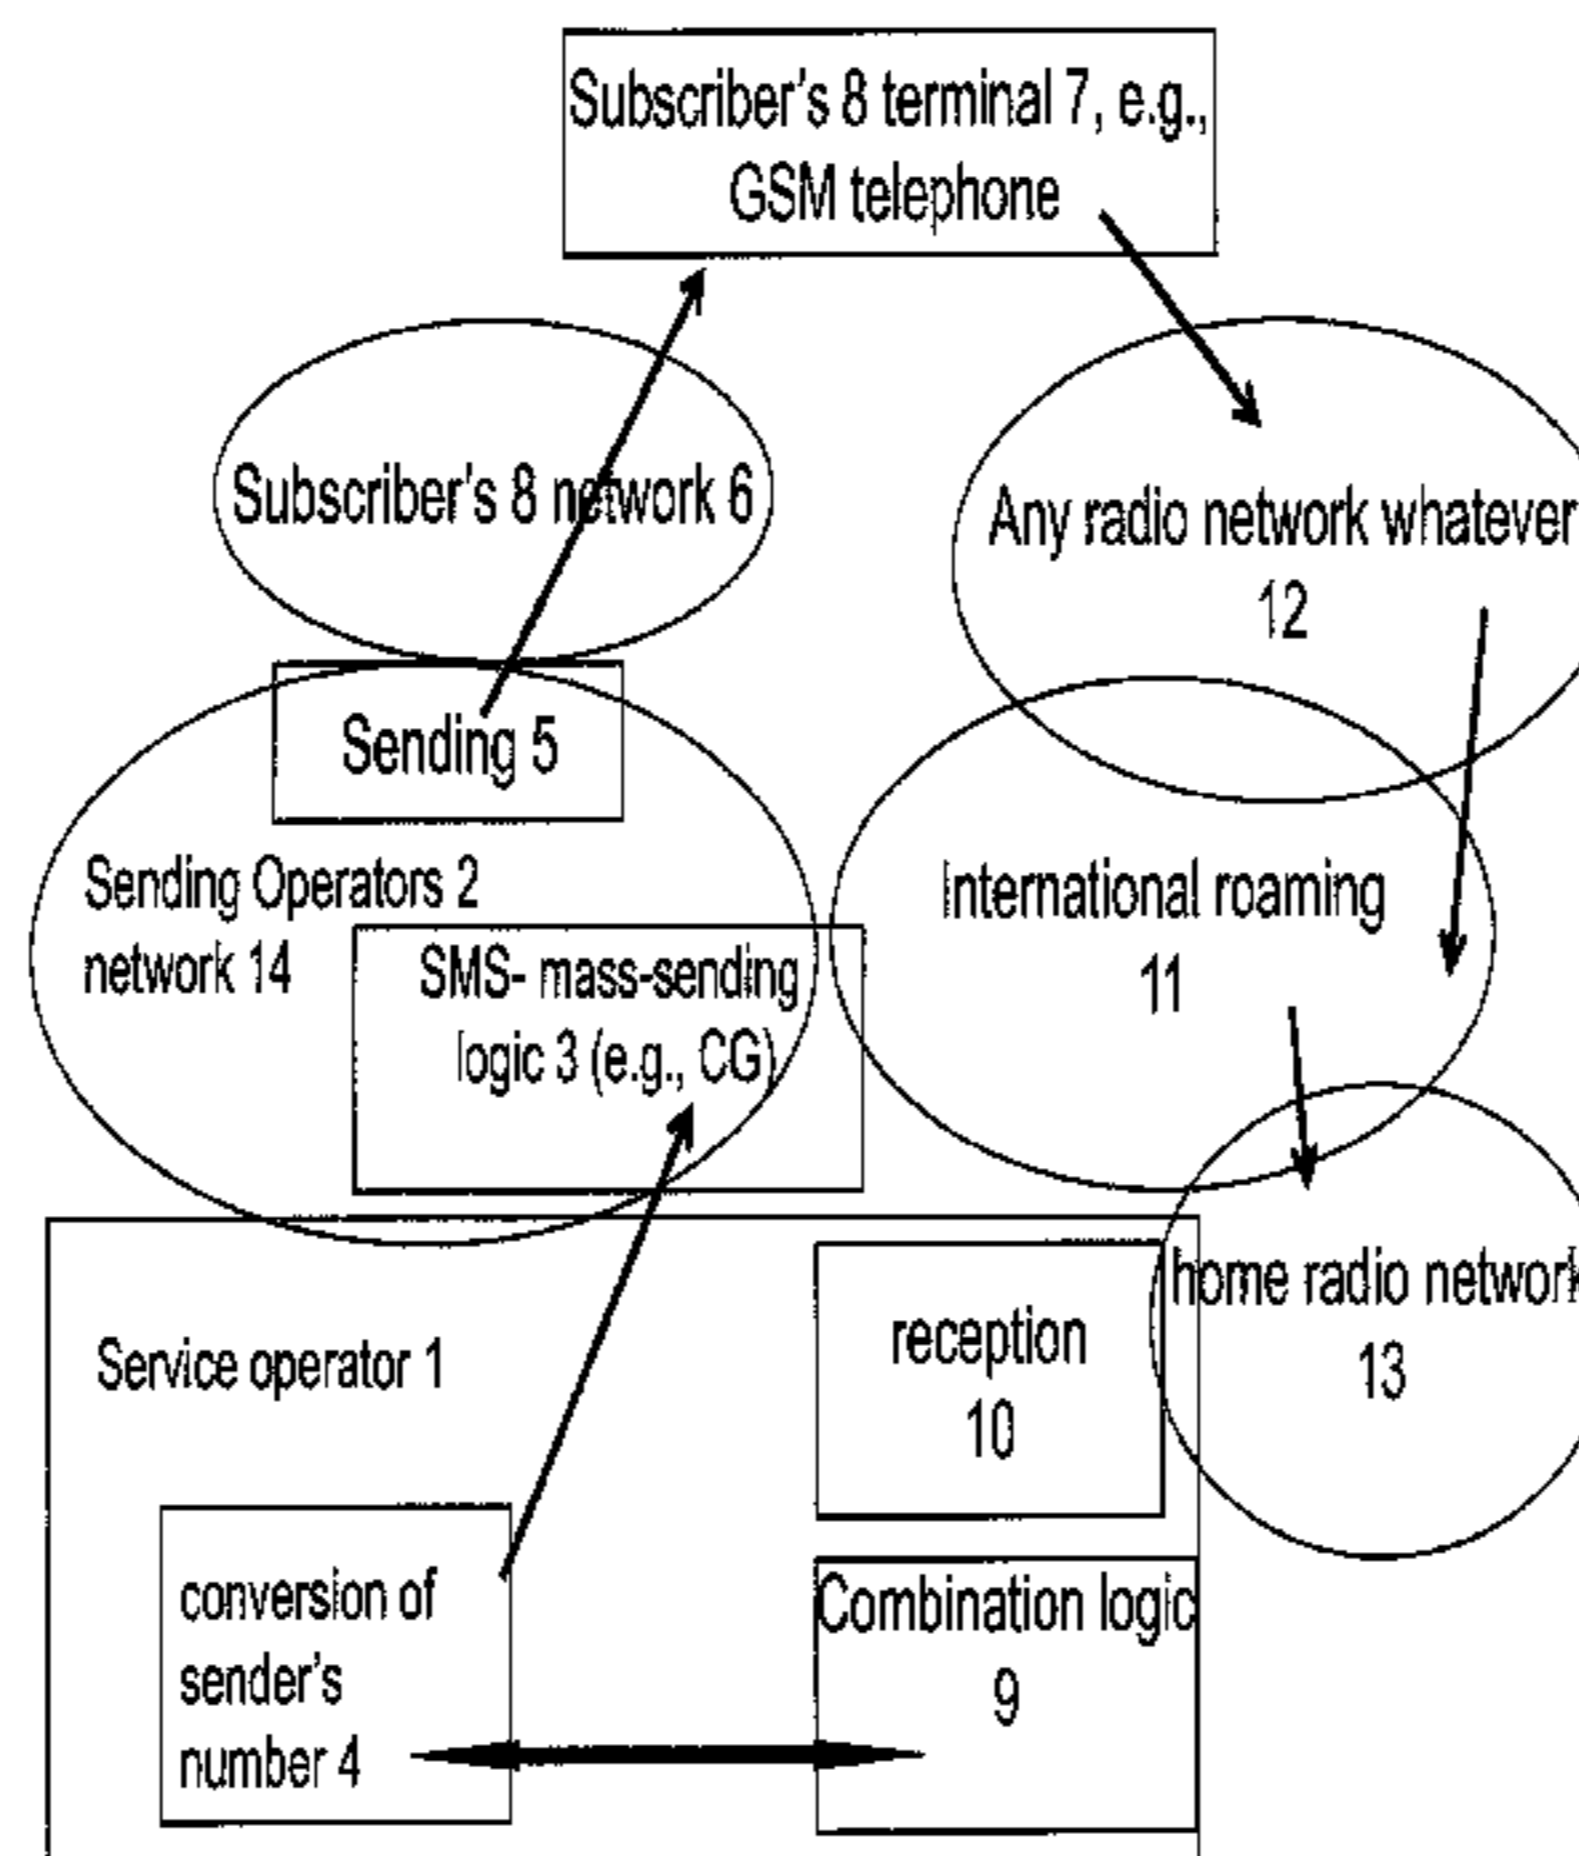 Subscriber's 8 terminal 7, e.g.,
GSM telephone
Subscriber's 8 network 6
Any radio network whatever
12
Sending 5
Sending Operators 2
network 14
SMS- mass-sending
logic 3 (e.g., CG)
International roaming
11
Service operator 1
reception
10
home radio network
13
conversion of
sender's
number 4
Combination logic
9